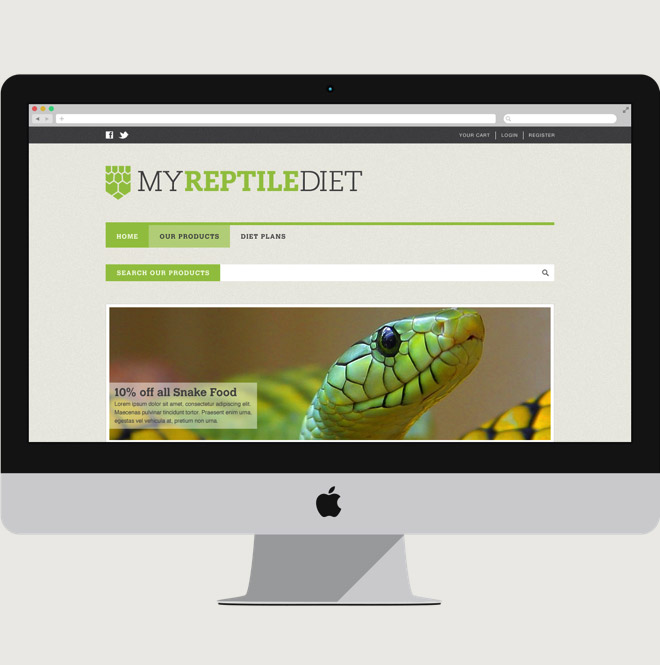 YOUR CART | LOGIN | REGISTER
MYREPTILEDIET
HOME OUR PRODUCTS DIET PLANS
SEARCH OUR PRODUCTS
10% off all Snake Food
Lorem ipsum dolor sit amet, consectetur adipiscing elit.
Maecenas pulvinar tincidunt tortor. Praesent enim urna,
egestas vel vehicula at, pretium non urna.